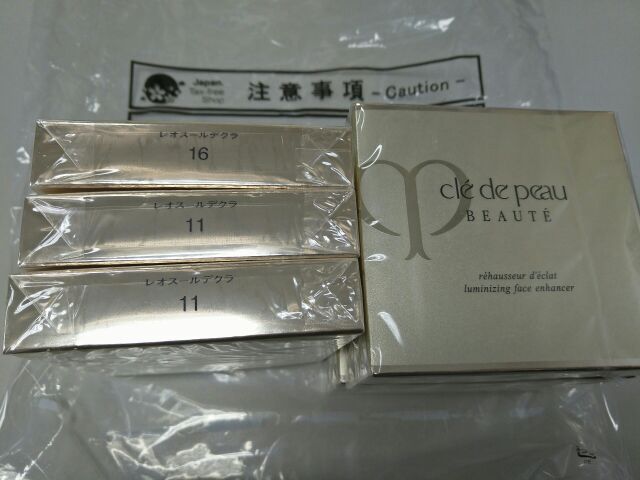 Japan.
Tax-free
Shop
注意事項 -Caution-
レオスールデクラ
16
レオスールデクラ
11
レオスールデクラ
11
clé de peau
BEAUTÉ
réhausseur d'éclat
luminizing face enhancer